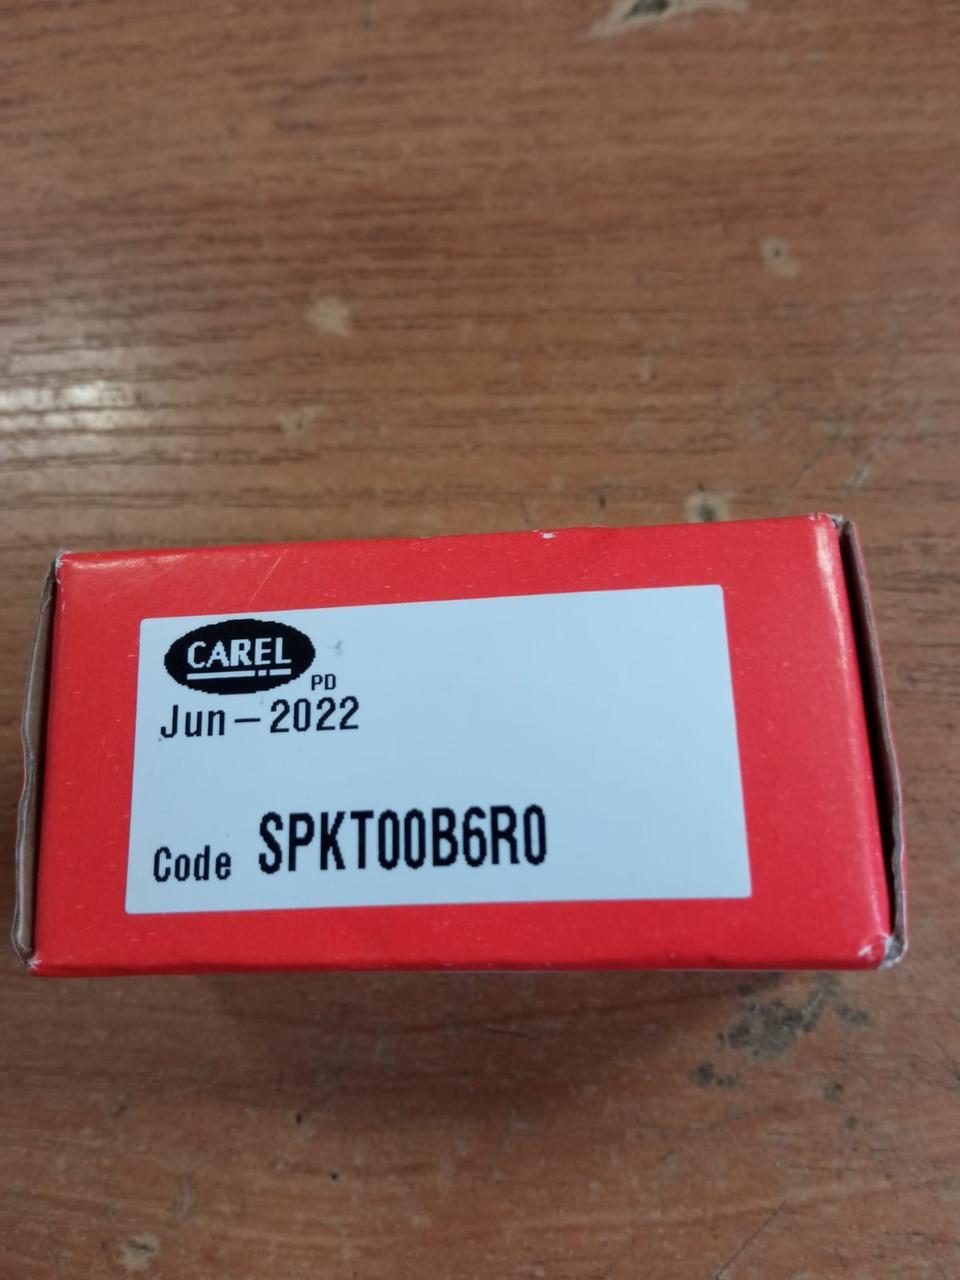 CAREL
PD
Jun-2022
Code SPKT00B6R0